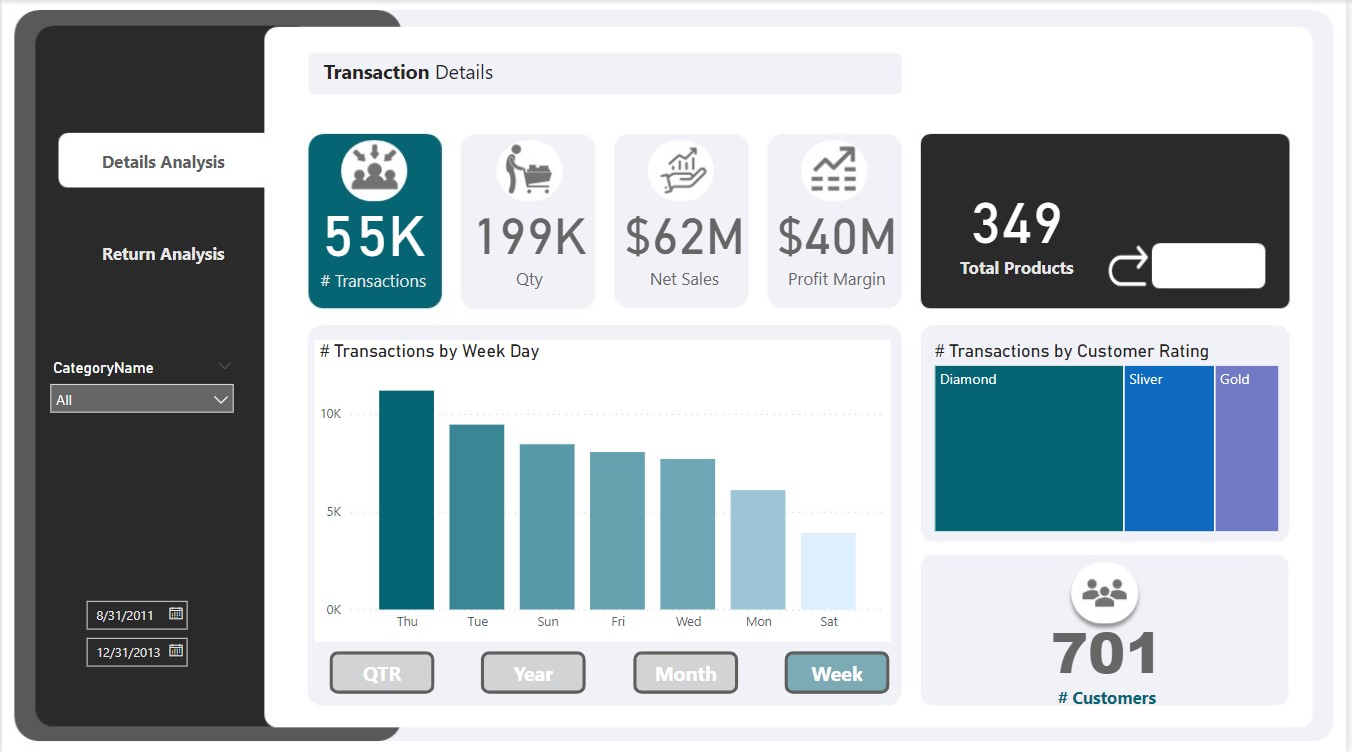 Transaction Details
Details Analysis
Return Analysis
CategoryName
All
8/31/2011
12/31/2013
55K
# Transactions
199K
Qty
$62M
Net Sales
$40M
Profit Margin
349
Total Products
# Transactions by Week Day
10K
5K
0K
Thu Tue Sun Fri Wed Mon Sat
QTR Year Month Week
# Transactions by Customer Rating
Diamond Sliver Gold
701
# Customers